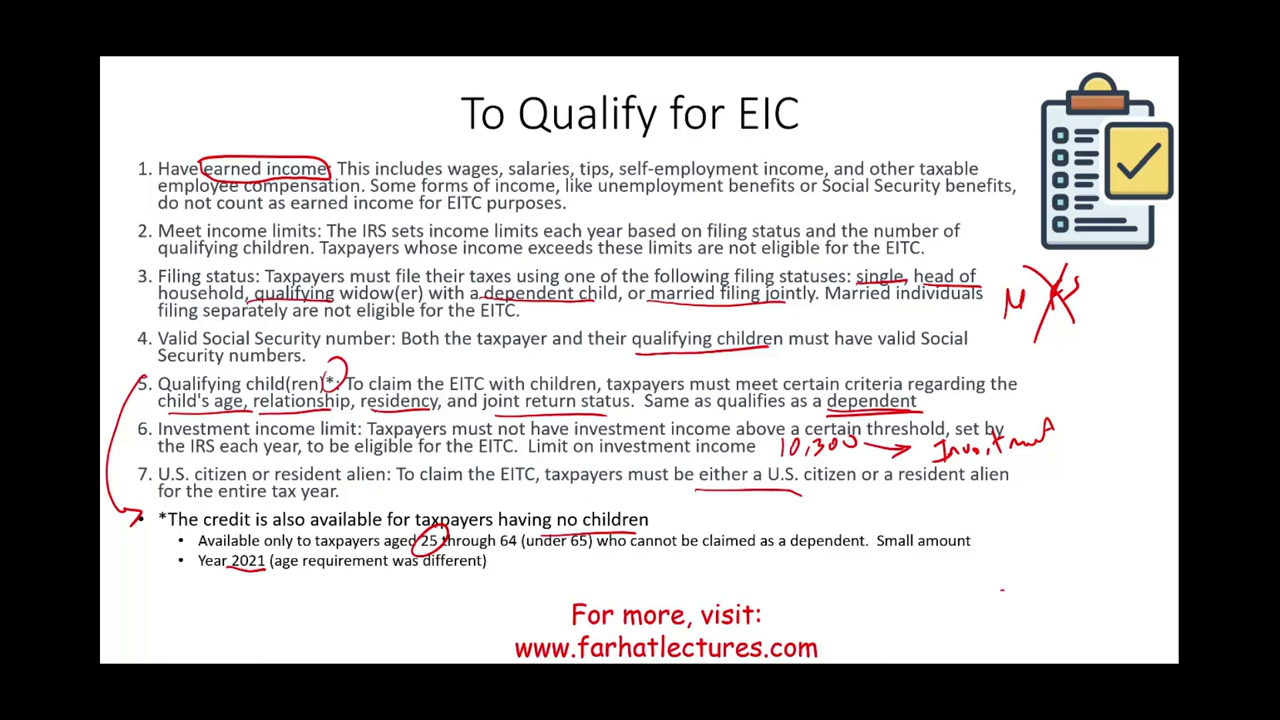 To Qualify for EIC
1. Have earned income: This includes wages, salaries, tips, self-employment income, and other taxable
employee compensation. Some forms of income, like unemployment benefits or Social Security benefits,
do not count as earned income for EITC purposes.
2. Meet income limits: The IRS sets income limits each year based on filing status and the number of
qualifying children. Taxpayers whose income exceeds these limits are not eligible for the EITC.
3. Filing status: Taxpayers must file their taxes using one of the following filing statuses: single, head of
household, qualifying widow(er) with a dependent child, or married filing jointly. Married individuals
filing separately are not eligible for the EITC.
4. Valid Social Security number: Both the taxpayer and their qualifying children must have valid Social
Security numbers.
5. Qualifying child(ren)*: To claim the EITC with children, taxpayers must meet certain criteria regarding the
child's age, relationship, residency, and joint return status. Same as qualifies as a dependent
6. Investment income limit: Taxpayers must not have investment income above a certain threshold, set by
the IRS each year, to be eligible for the EITC. Limit on investment income 10,300 → Investment
7. U.S. citizen or resident alien: To claim the EITC, taxpayers must be either a U.S. citizen or a resident alien
for the entire tax year.
• *The credit is also available for taxpayers having no children
• Available only to taxpayers aged 25 through 64 (under 65) who cannot be claimed as a dependent. Small amount
• Year 2021 (age requirement was different)
For more, visit:
www.farhatlectures.com